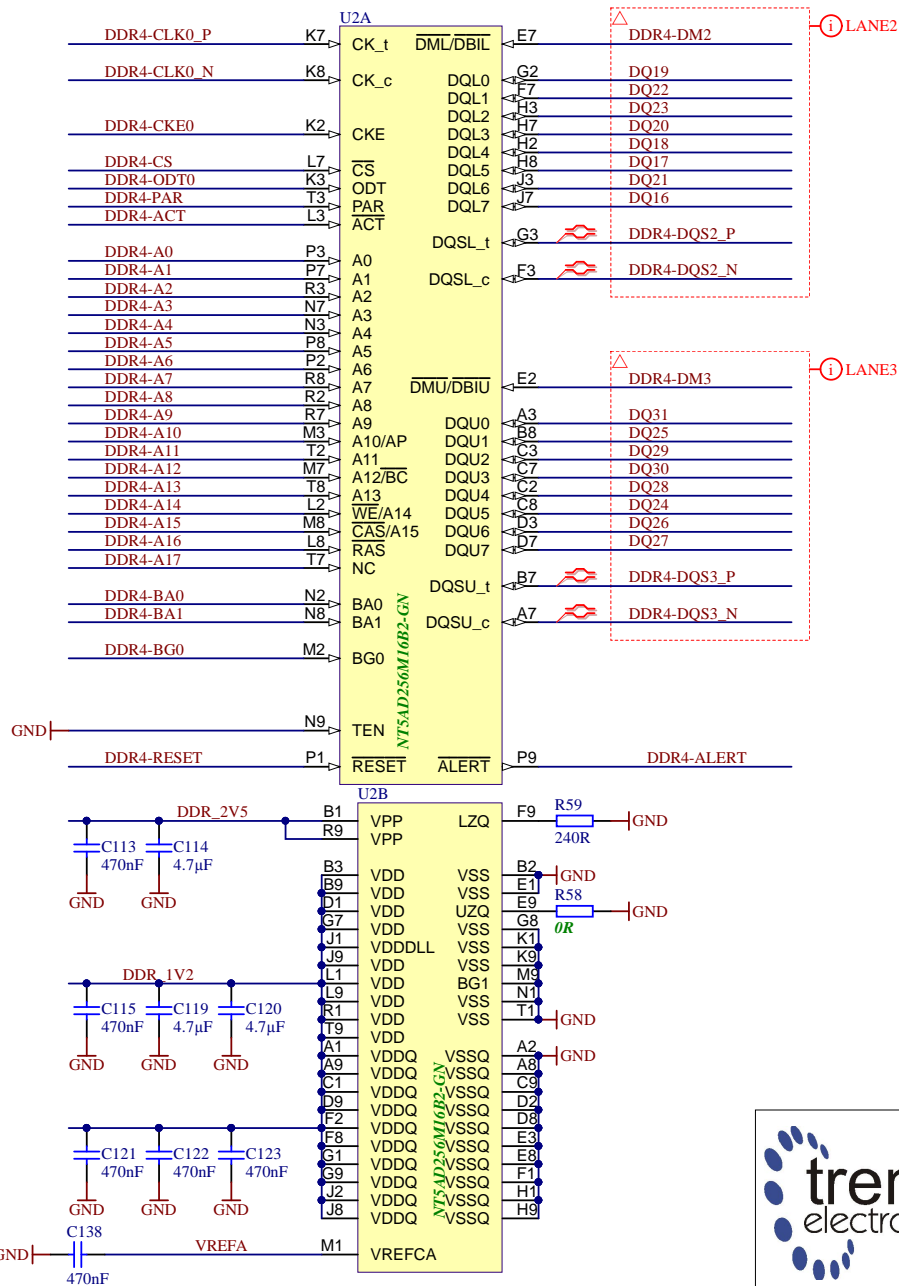 U2A
DDR4-CLK0_P K7 CK_t DML/DBIL E7 DDR4-DM2
LANE2
DDR4-CLK0_N K8 CK_c DQL0 G2 DQ19
DQL1 F7 DQ22
DQL2 H3 DQ23
DDR4-CKE0 K2 CKE DQL3 H7 DQ20
DQL4 H2 DQ18
DDR4-CS L7 CS DQL5 H8 DQ17
DDR4-ODT0 K3 ODT DQL6 J3 DQ21
DDR4-PAR T3 PAR DQL7 J7 DQ16
DDR4-ACT L3 ACT
DQSL_t G3 DDR4-DQS2_P
DDR4-A0 P3 A0
DDR4-A1 P7 A1 DQSL_c F3 DDR4-DQS2_N
DDR4-A2 R3 A2
DDR4-A3 N7 A3
DDR4-A4 N3 A4
DDR4-A5 P8 A5
DDR4-A6 P2 A6
LANE3
DDR4-A7 R8 A7 DMU/DBIU E2 DDR4-DM3
DDR4-A8 R2 A8
DDR4-A9 R7 A9 DQU0 A3 DQ31
DDR4-A10 M3 A10/AP DQU1 B8 DQ25
DDR4-A11 T2 A11 DQU2 C3 DQ29
DDR4-A12 M7 A12/BC DQU3 C7 DQ30
DDR4-A13 T8 A13 DQU4 C2 DQ28
DDR4-A14 L2 WE/A14 DQU5 C8 DQ24
DDR4-A15 M8 CAS/A15 DQU6 D3 DQ26
DDR4-A16 L8 RAS DQU7 D7 DQ27
DDR4-A17 T7 NC
DQSU_t B7 DDR4-DQS3_P
DDR4-BA0 N2 BA0
DDR4-BA1 N8 BA1 DQSU_c A7 DDR4-DQS3_N
DDR4-BG0 M2 BG0
NT5AD256M16B2-GN
GND N9 TEN
DDR4-RESET P1 RESET ALERT P9 DDR4-ALERT
U2B
DDR_2V5 B1 VPP LZQ F9 R59 240R GND
R9 VPP
C113 470nF GND
C114 4.7µF GND
B3 VDD VSS B2 GND
B9 VDD VSS E1
D1 VDD UZQ E9 R58 0R GND
G7 VDD VSS G8
J1 VDDDLL VSS K1
J9 VDD VSS K9
DDR_1V2 L1 VDD BG1 M9
L9 VDD VSS N1
R1 VDD VSS T1 GND
T9 VDD
C115 470nF GND
C119 4.7µF GND
C120 4.7µF GND
A1 VDDQ VSSQ A2 GND
A9 VDDQ VSSQ A8
C1 VDDQ VSSQ C9
D9 VDDQ VSSQ D2
F2 VDDQ VSSQ D8
F8 VDDQ VSSQ E3
G1 VDDQ VSSQ E8
G9 VDDQ VSSQ F1
J2 VDDQ VSSQ H1
J8 VDDQ VSSQ H9
C121 470nF GND
C122 470nF GND
C123 470nF GND
NT5AD256M16B2-GN
GND C138 470nF VREFA M1 VREFCA